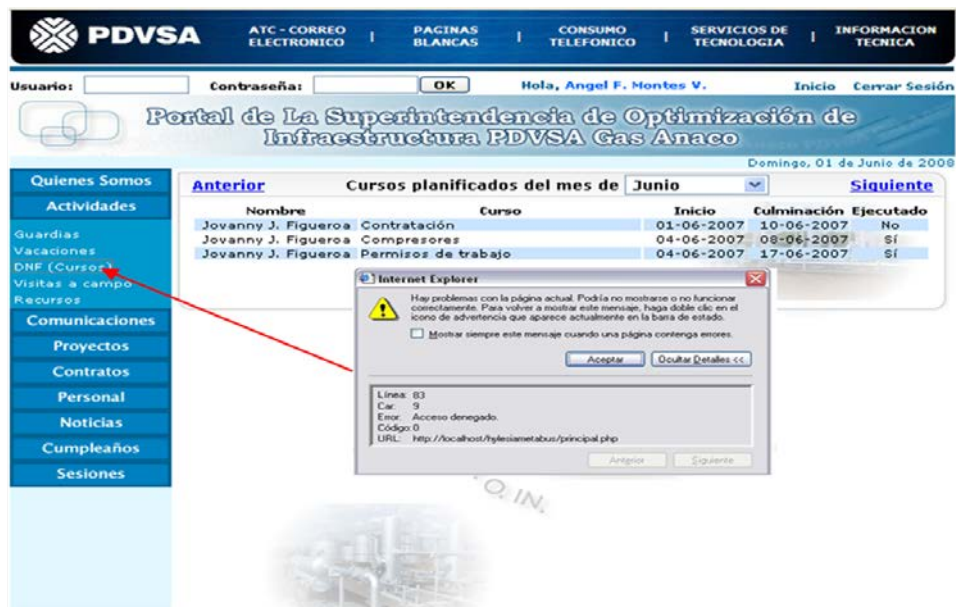 PDVSA
ATC - CORREO ELECTRONICO | PAGINAS BLANCAS | CONSUMO TELEFONICO | SERVICIOS DE TECNOLOGIA | INFORMACION TECNICA
Usuario: Contraseña: OK Hola, Angel F. Montes V. Inicio Cerrar Sesión
Portal de La Superintendencia de Optimización de
Infraestructura PDVSA Gas Anaco
Domingo, 01 de Junio de 2008
Quienes Somos
Actividades
Guardias
Vacaciones
DNF (Cursos)
Visitas a campo
Recursos
Comunicaciones
Proyectos
Contratos
Personal
Noticias
Cumpleaños
Sesiones
Anterior Cursos planificados del mes de Junio Siguiente
Nombre Curso Inicio Culminación Ejecutado
Jovanny J. Figueroa Contratación 01-06-2007 10-06-2007 No
Jovanny J. Figueroa Compresores 04-06-2007 08-06-2007 Sí
Jovanny J. Figueroa Permisos de trabajo 04-06-2007 17-06-2007 Sí
Internet Explorer
Hay problemas con la página actual. Podría no mostrarse o no funcionar
correctamente. Para volver a mostrar este mensaje, haga doble clic en el
icono de advertencia que aparece actualmente en la barra de estado.
Mostrar siempre este mensaje cuando una página contenga errores.
Aceptar Ocultar Detalles <<
Línea: 83
Car: 9
Error: Acceso denegado.
Código: 0
URL: http://localhost/hylesiametabus/principal.php
Anterior Siguiente
O. IN.